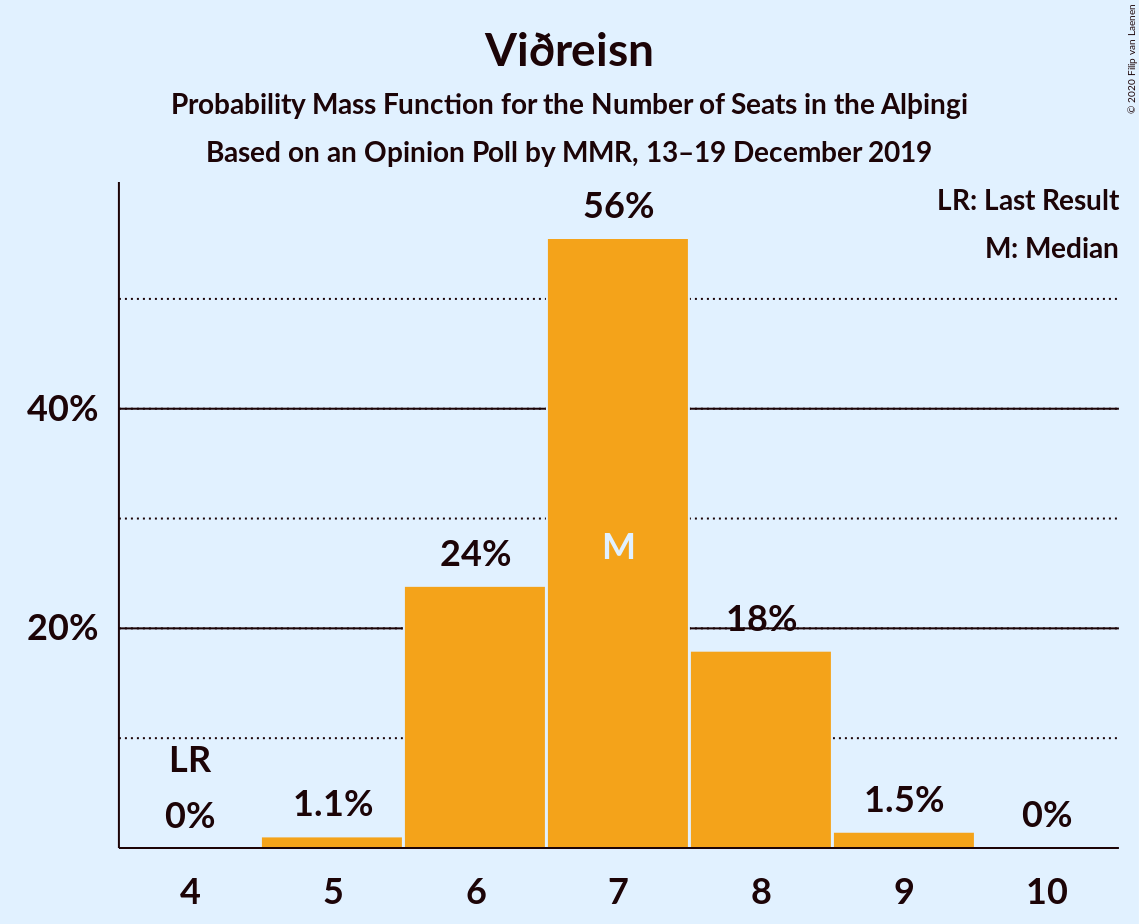 Viðreisn
Probability Mass Function for the Number of Seats in the Alþingi
Based on an Opinion Poll by MMR, 13–19 December 2019
© 2020 Filip van Laenen
LR: Last Result
M: Median
56%
40%
24%
M
20%
18%
LR
0%
1.1%
1.5%
0%
4 5 6 7 8 9 10